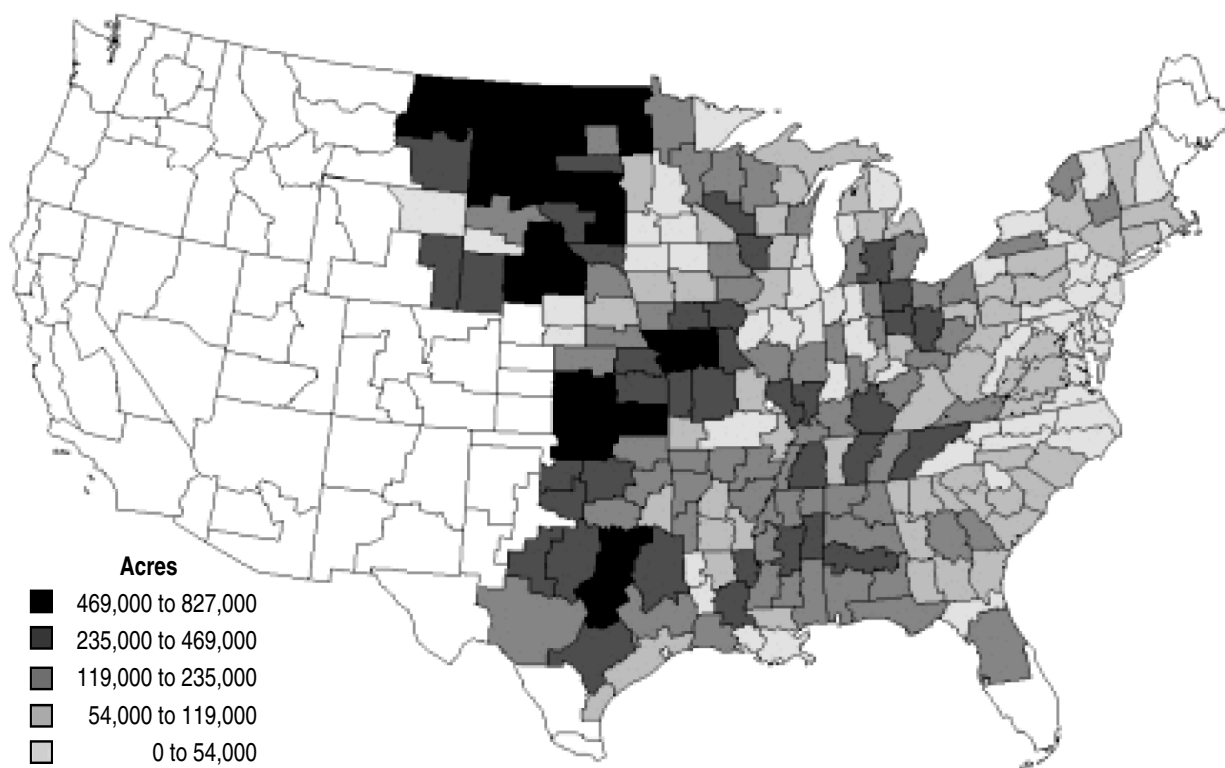 Acres
469,000 to 827,000
235,000 to 469,000
119,000 to 235,000
54,000 to 119,000
0 to 54,000